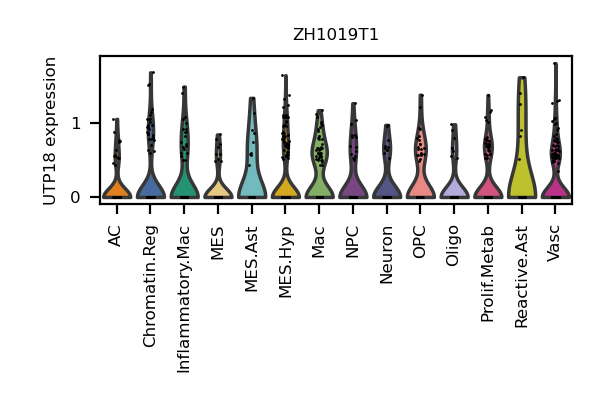 ZH1019T1
UTP18 expression
1
0
AC
Chromatin.Reg
Inflammatory.Mac
MES
MES.Ast
MES.Hyp
Mac
NPC
Neuron
OPC
Oligo
Prolif.Metab
Reactive.Ast
Vasc